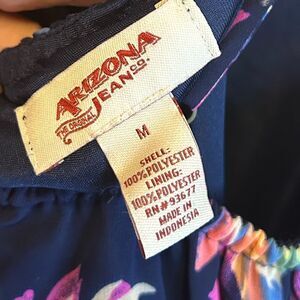 ARIZONA
THE ORIGINAL JEAN CO.
M
SHELL:
100% POLYESTER
LINING:
100% POLYESTER
RN# 93677
MADE IN
INDONESIA